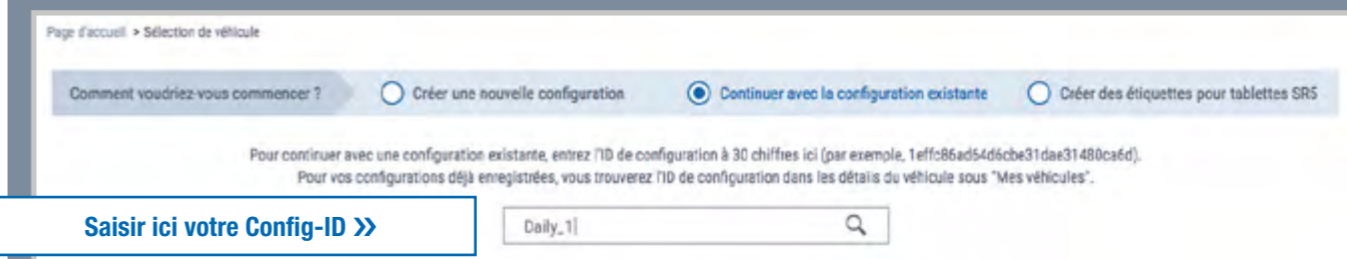 Page d'accueil > Sélection de véhicule
Comment voudriez-vous commencer ? Créer une nouvelle configuration Continuer avec la configuration existante Créer des étiquettes pour tablettes SR5
Pour continuer avec une configuration existante, entrez l'ID de configuration à 30 chiffres ici (par exemple, 1effc86ad54d6cbe31dae31480ca6d).
Pour vos configurations déjà enregistrées, vous trouverez l'ID de configuration dans les détails du véhicule sous "Mes véhicules".
Saisir ici votre Config-ID »
Daily_1